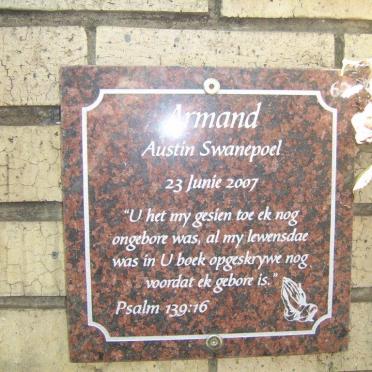 Armand
Austin Swanepoel
23 Junie 2007
"U het my gesien toe ek nog
ongebore was, al my lewensdae
was in U boek opgeskrywe nog
voordat ek gebore is."
Psalm 139:16